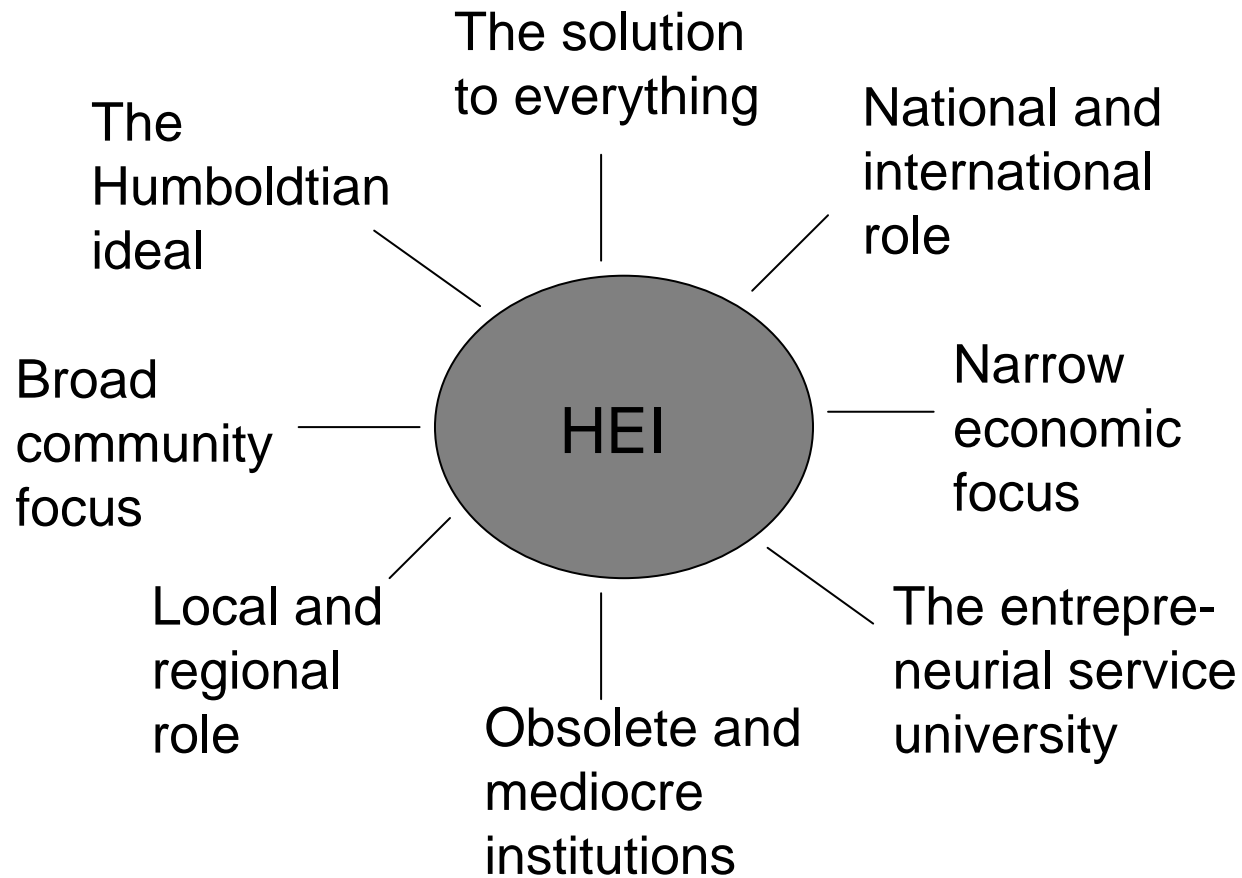 The solution
to everything
National and
international
role
The
Humboldtian
ideal
Narrow
economic
focus
Broad
community
focus
HEI
The entrepre-
neurial service
university
Local and
regional
role
Obsolete and
mediocre
institutions